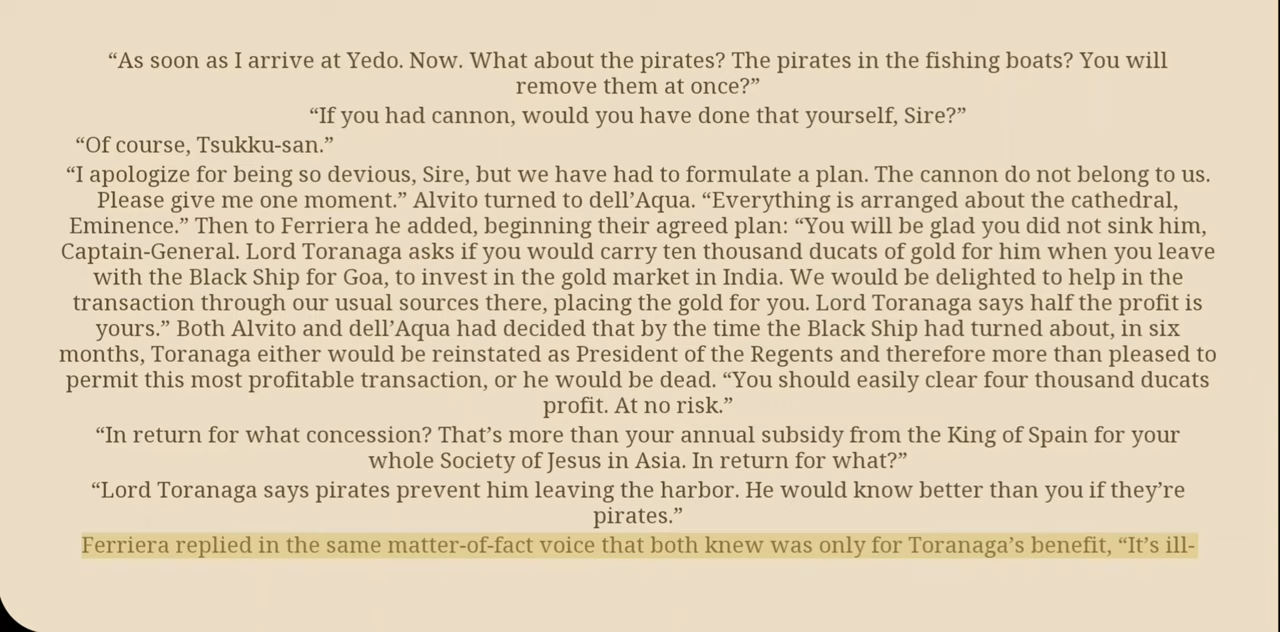 “As soon as I arrive at Yedo. Now. What about the pirates? The pirates in the fishing boats? You will
remove them at once?”
“If you had cannon, would you have done that yourself, Sire?”
“Of course, Tsukku-san.”
“I apologize for being so devious, Sire, but we have had to formulate a plan. The cannon do not belong to us.
Please give me one moment.” Alvito turned to dell’Aqua. “Everything is arranged about the cathedral,
Eminence.” Then to Ferriera he added, beginning their agreed plan: “You will be glad you did not sink him,
Captain-General. Lord Toranaga asks if you would carry ten thousand ducats of gold for him when you leave
with the Black Ship for Goa, to invest in the gold market in India. We would be delighted to help in the
transaction through our usual sources there, placing the gold for you. Lord Toranaga says half the profit is
yours.” Both Alvito and dell’Aqua had decided that by the time the Black Ship had turned about, in six
months, Toranaga either would be reinstated as President of the Regents and therefore more than pleased to
permit this most profitable transaction, or he would be dead. “You should easily clear four thousand ducats
profit. At no risk.”
“In return for what concession? That’s more than your annual subsidy from the King of Spain for your
whole Society of Jesus in Asia. In return for what?”
“Lord Toranaga says pirates prevent him leaving the harbor. He would know better than you if they’re
pirates.”
Ferriera replied in the same matter-of-fact voice that both knew was only for Toranaga’s benefit, “It’s ill-